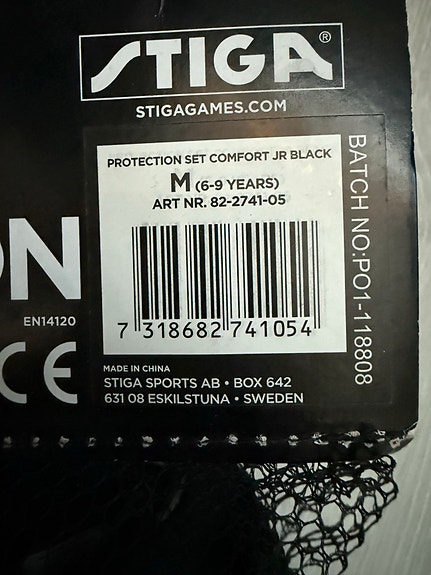 STIGA®
STIGAGAMES.COM
PROTECTION SET COMFORT JR BLACK
M (6-9 YEARS)
ART NR. 82-2741-05
7 318682 741054
BATCH NO:PO1-118808
ON
EN14120
CE
MADE IN CHINA
STIGA SPORTS AB • BOX 642
631 08 ESKILSTUNA • SWEDEN